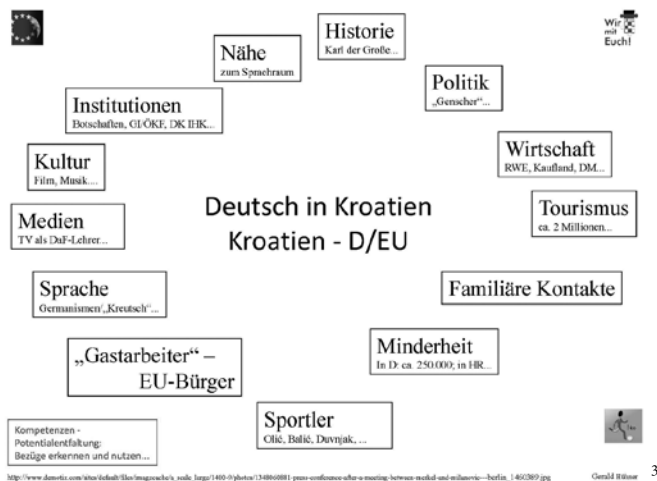 Historie
Karl der Große...
Wir
mit
Euch!
Nähe
zum Sprachraum
Politik
„Genscher“...
Institutionen
Botschaften, GI/ÖKF, DK IHK...
Wirtschaft
RWE, Kaufland, DM...
Kultur
Film, Musik....
Deutsch in Kroatien
Kroatien - D/EU
Tourismus
ca. 2 Millionen...
Medien
TV als DaF-Lehrer...
Sprache
Germanismen/„Kreutsch“...
Familiäre Kontakte
„Gastarbeiter“ –
EU-Bürger
Minderheit
In D: ca. 250.000; in HR...
Sportler
Olić, Balić, Duvnjak, ...
Kompetenzen -
Potentialentfaltung:
Bezüge erkennen und nutzen...
Gerald Hühner
3